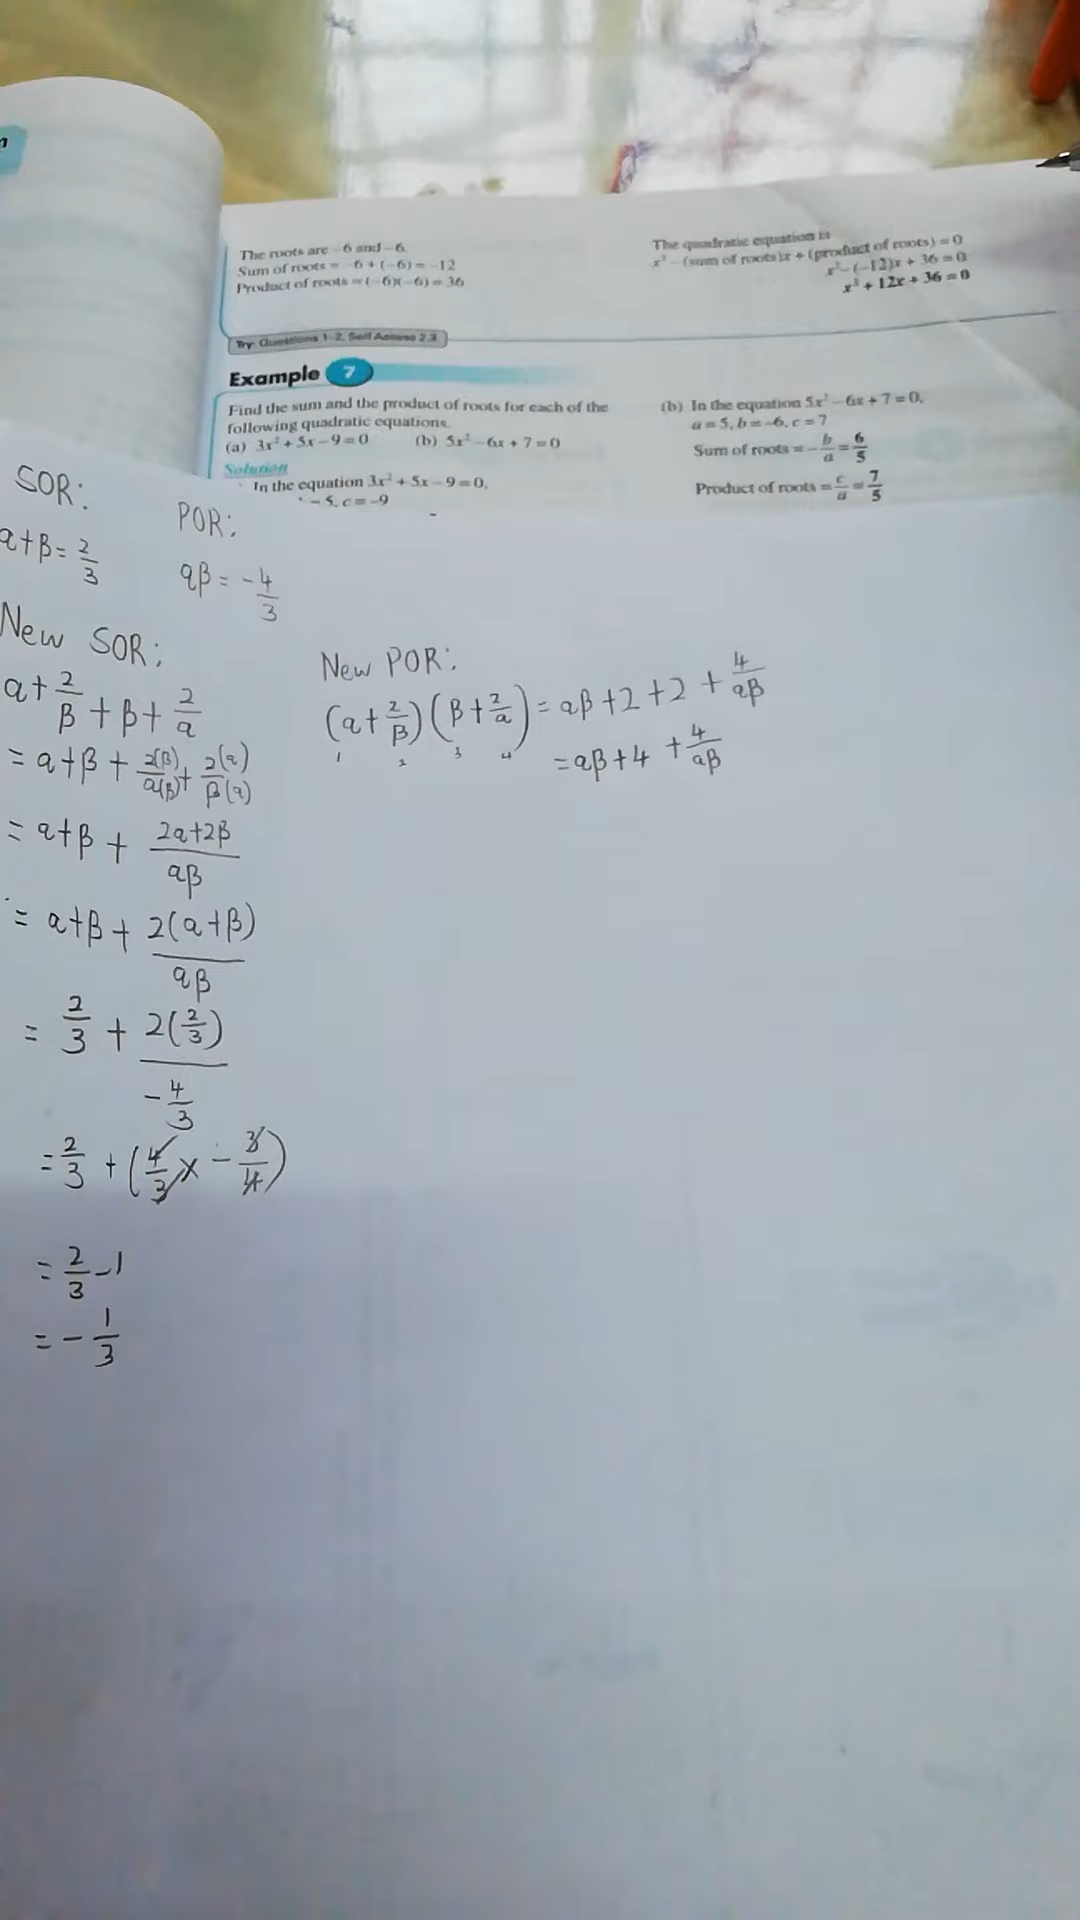 The roots are -6 and -6.
Sum of roots = -6 + (-6) = -12
Product of roots = (-6)(-6) = 36
The quadratic equation is
x² - (sum of roots)x + (product of roots) = 0
x² - (-12)x + 36 = 0
x² + 12x + 36 = 0
Try: Questions 1-2, Self Assess 2.3
Example 7
Find the sum and the product of roots for each of the
following quadratic equations.
(a) 3x² + 5x - 9 = 0 (b) 5x² - 6x + 7 = 0
Solution
In the equation 3x² + 5x - 9 = 0,
= 5, c = -9
(b) In the equation 5x² - 6x + 7 = 0,
a = 5, b = -6, c = 7
Sum of roots = -b/a = 6/5
Product of roots = c/a = 7/5
SOR:
α+β = 2/3
POR:
αβ = -4/3
New SOR:
α + 2/β + β + 2/α
= α+β + 2(β)/α(β) + 2(α)/β(α)
= α+β + (2α+2β)/αβ
= α+β + 2(α+β)/αβ
= 2/3 + 2(2/3)/(-4/3)
= 2/3 + (4/3 × -3/4)
= 2/3 - 1
= -1/3
New POR:
(α + 2/β)(β + 2/α) = αβ + 2 + 2 + 4/αβ
1 2 3 4
= αβ + 4 + 4/αβ